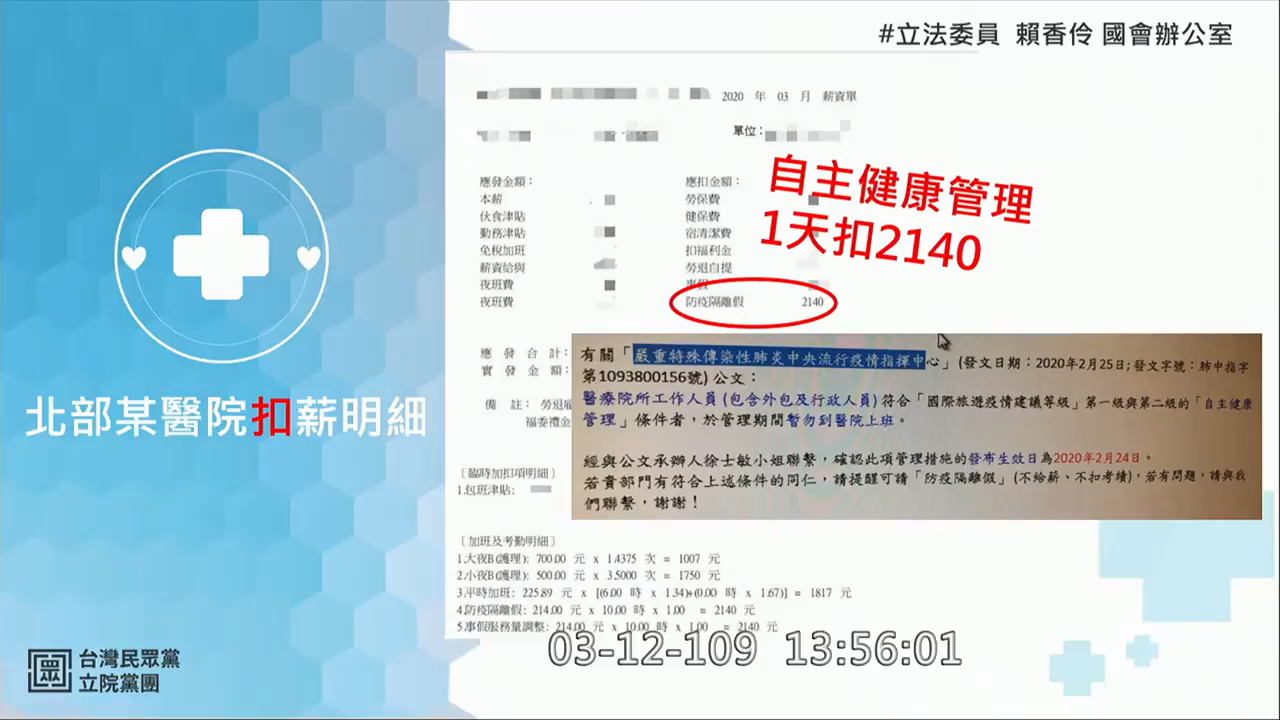 #立法委員 賴香伶 國會辦公室
2020 年 03 月 薪資單
單位：
自主健康管理
1天扣2140
應發金額： 應扣金額：
本薪 勞保費
伙食津貼 健保費
勤務津貼 宿清潔費
免稅加班 扣福利金
薪資給與 勞退自提
夜班費 事假
夜班費 防疫隔離假 2140
應發合計：
實發金額：
備 註：勞退雇
福委禮金
有關「嚴重特殊傳染性肺炎中央流行疫情指揮中心」(發文日期：2020年2月25日; 發文字號：肺中指字
第1093800156號) 公文：
醫療院所工作人員 (包含外包及行政人員) 符合「國際旅遊疫情建議等級」第一級與第二級的「自主健康
管理」條件者，於管理期間暫勿到醫院上班。
經與公文承辦人徐士敏小姐聯繫，確認此項管理措施的發布生效日為2020年2月24日。
若貴部門有符合上述條件的同仁，請提醒可請「防疫隔離假」(不給薪、不扣考績)，若有問題，請與我
們聯繫，謝謝！
北部某醫院扣薪明細
〔臨時加扣項明細〕
1.包班津貼：
〔加班及考勤明細〕
1.大夜B(護理): 700.00 元 x 1.4375 次 = 1007 元
2.小夜B(護理): 500.00 元 x 3.5000 次 = 1750 元
3.平時加班: 225.89 元 x [(6.00 時 x 1.34)+(0.00 時 x 1.67)] = 1817 元
4.防疫隔離假: 214.00 元 x 10.00 時 x 1.00 = 2140 元
5.事假服務量調整: 214.00 元 x 10.00 時 x 1.00 = 2140 元
03-12-109 13:56:01
台灣民眾黨
立院黨團